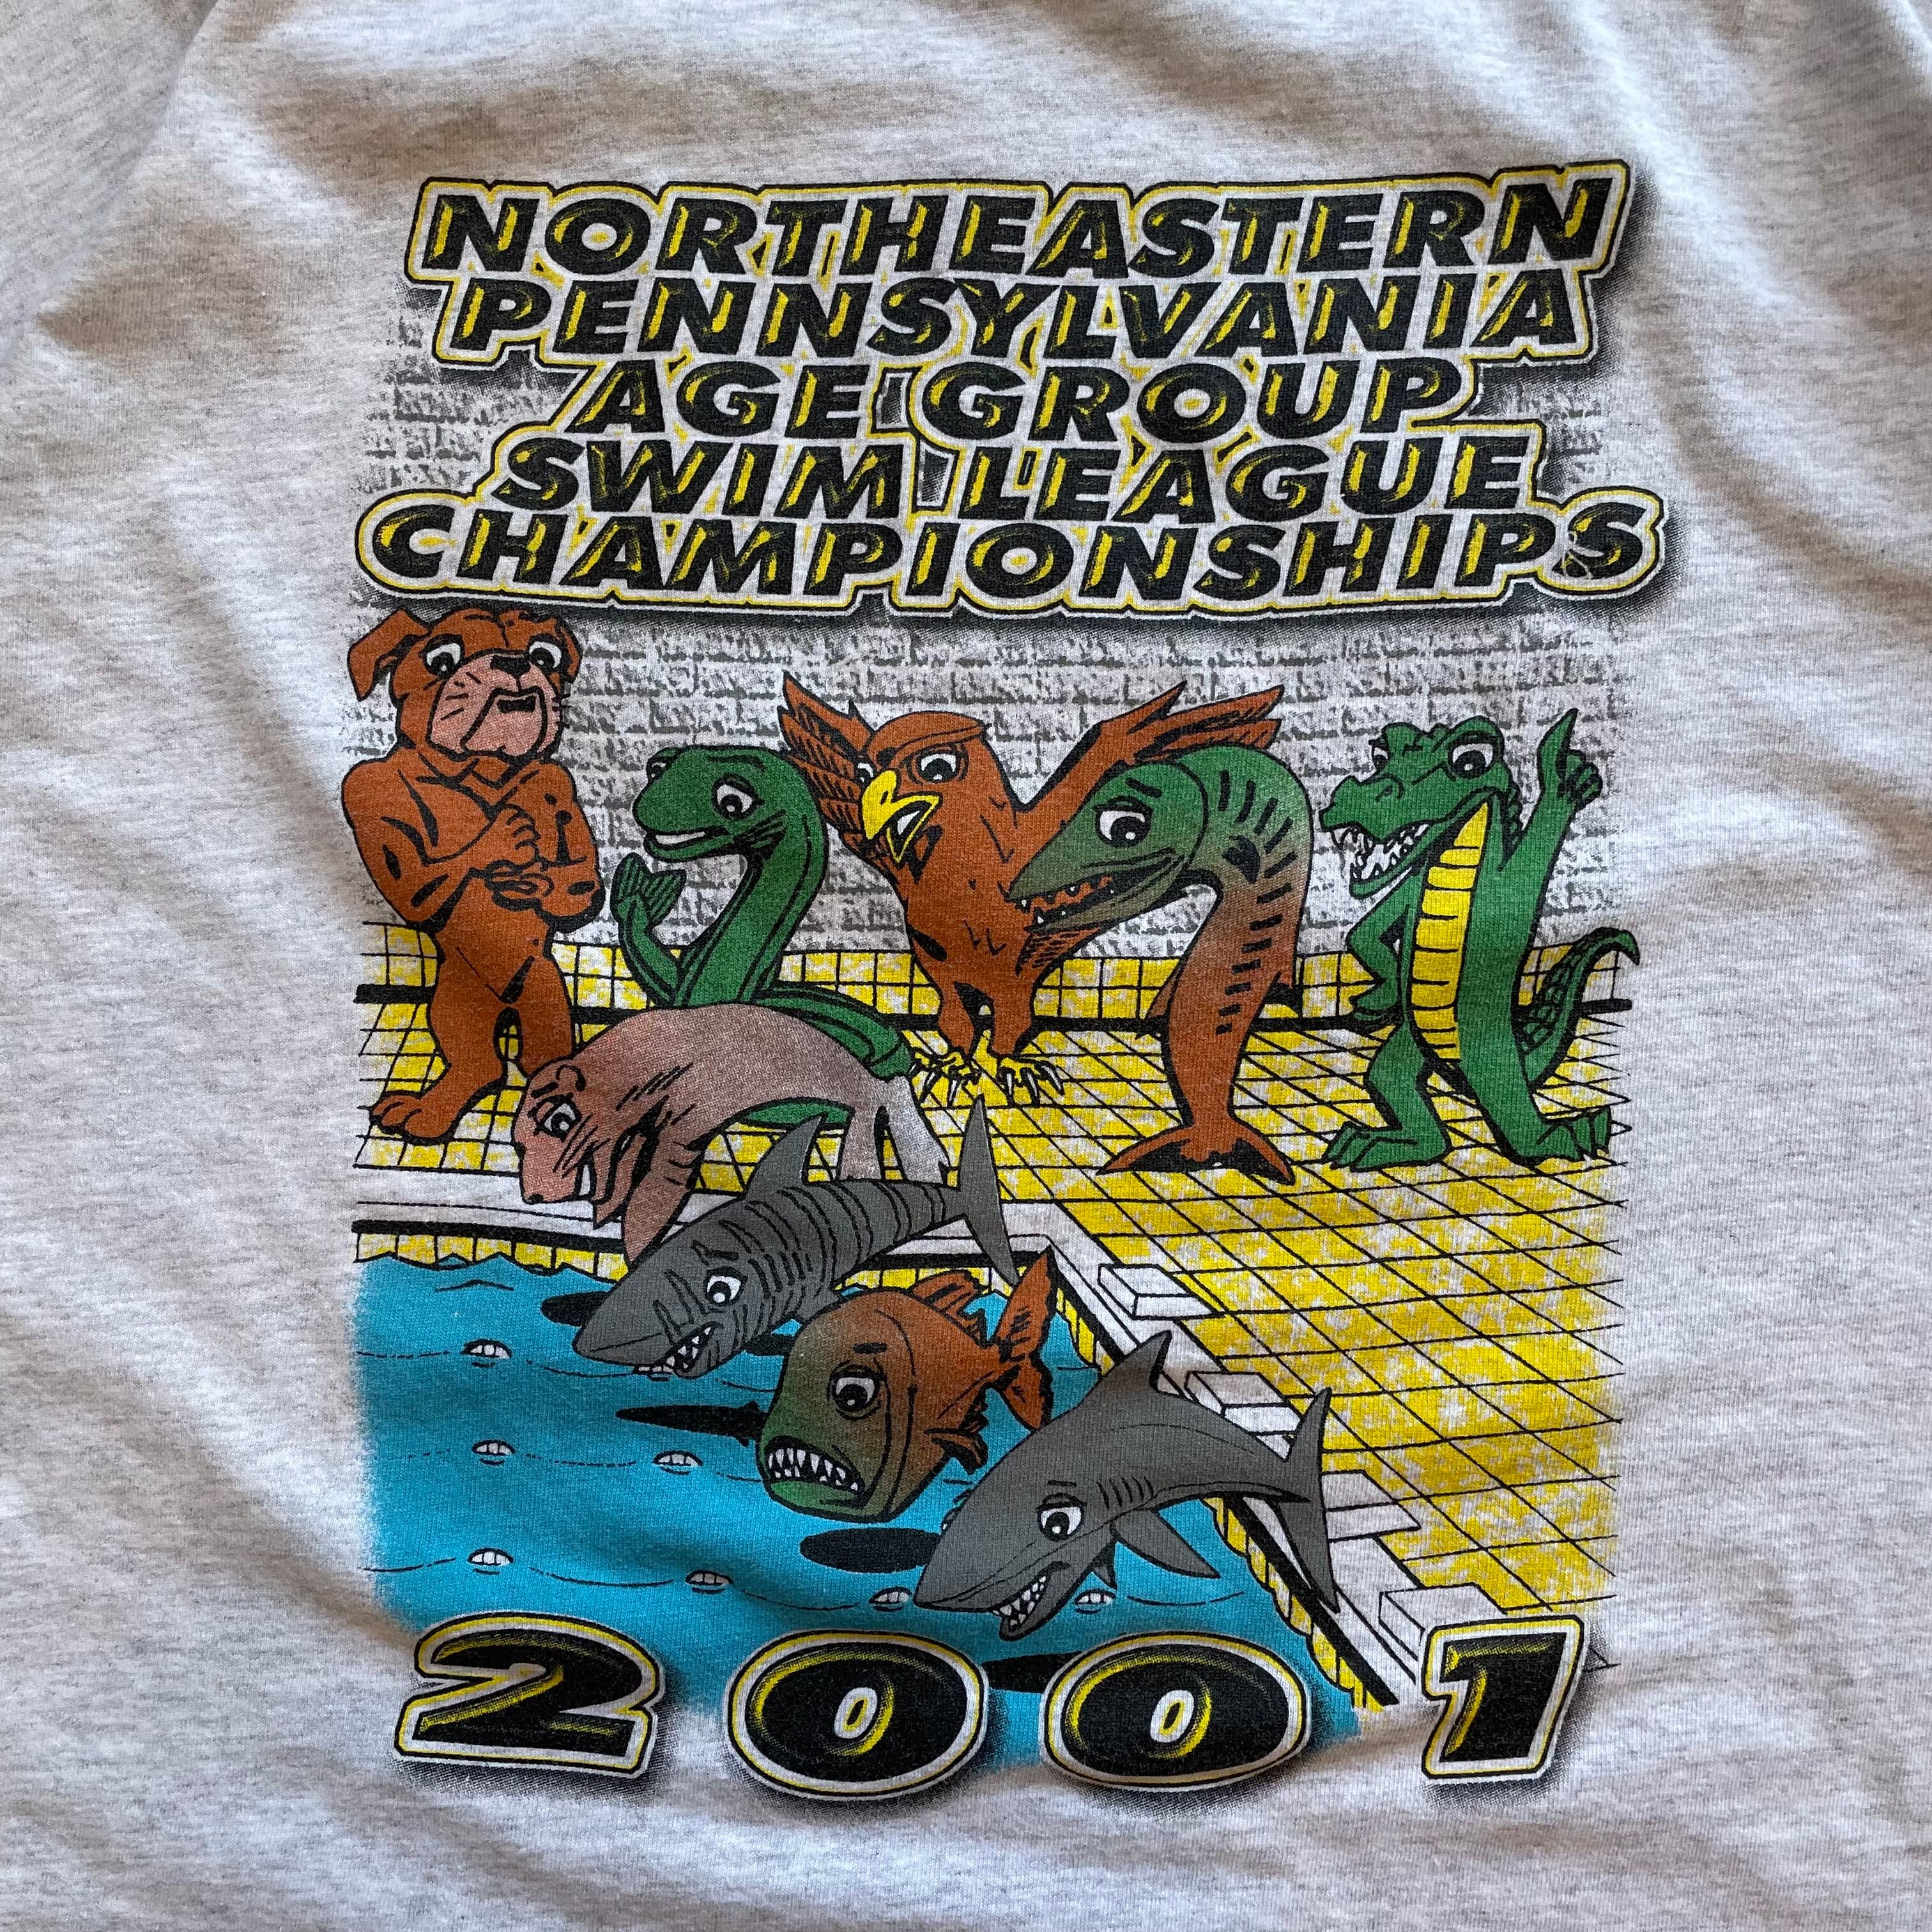 NORTHEASTERN
PENNSYLVANIA
AGE GROUP
SWIM LEAGUE
CHAMPIONSHIPS
2001